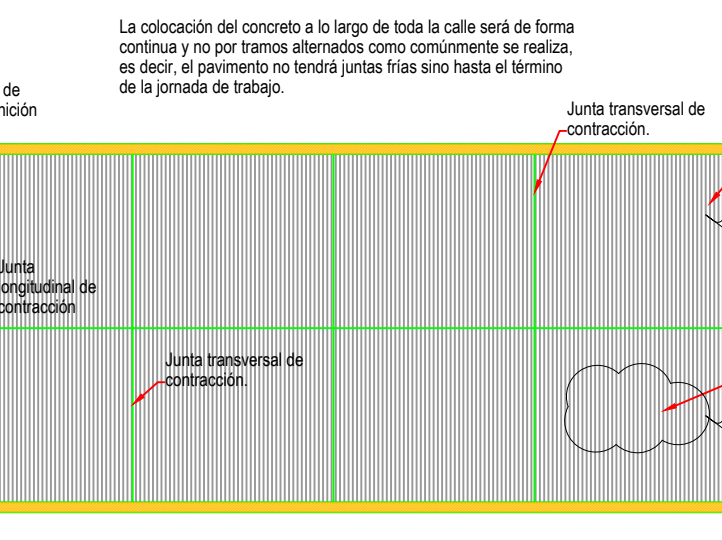 La colocación del concreto a lo largo de toda la calle será de forma
continua y no por tramos alternados como comúnmente se realiza,
es decir, el pavimento no tendrá juntas frías sino hasta el término
de la jornada de trabajo.
de
Junta transversal de
contracción.
Junta
longitudinal de
contracción
Junta transversal de
contracción.